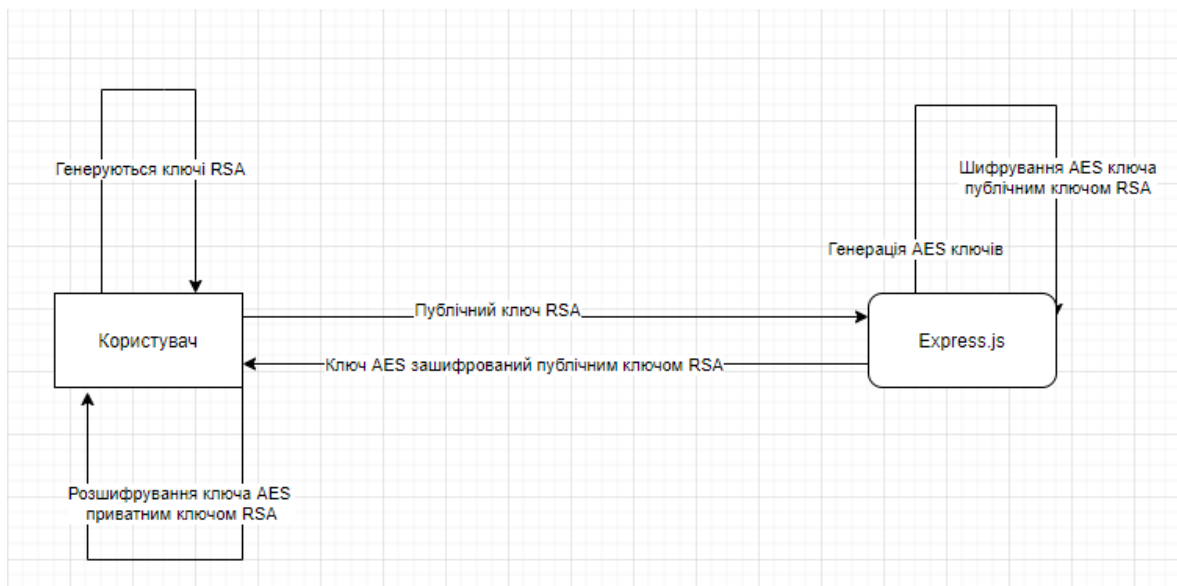 Генеруються ключі RSA
Шифрування AES ключа
публічним ключом RSA
Генерація AES ключів
Публічний ключ RSA
Користувач
Express.js
Ключ AES зашифрований публічним ключом RSA
Розшифрування ключа AES
приватним ключом RSA